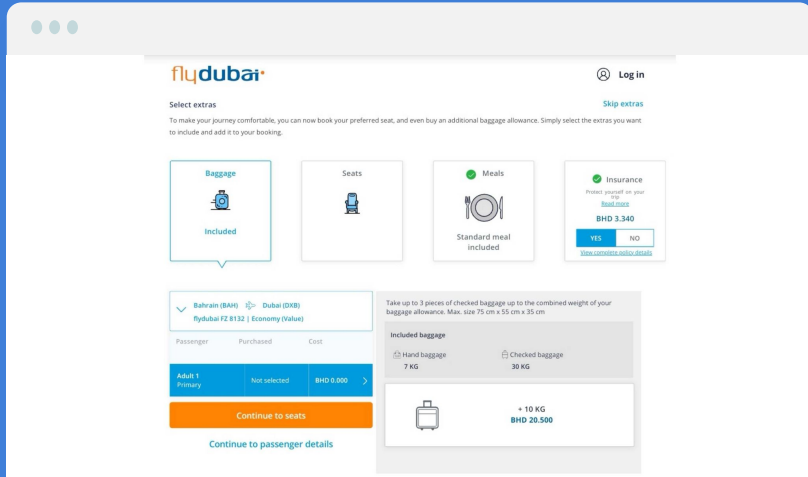 flydubai
Log in
Select extras
Skip extras
To make your journey comfortable, you can now book your preferred seat, and even buy an additional baggage allowance. Simply select the extras you want
to include and add it to your booking.
Baggage
Included
Seats
Meals
Standard meal
included
Insurance
Protect yourself on your
trip
Read more
BHD 3.340
YES NO
View complete policy details
Bahrain (BAH) Dubai (DXB)
flydubai FZ 8132 | Economy (Value)
Passenger Purchased Cost
Adult 1
Primary
Not selected
BHD 0.000
Continue to seats
Continue to passenger details
Take up to 3 pieces of checked baggage up to the combined weight of your
baggage allowance. Max. size 75 cm x 55 cm x 35 cm
Included baggage
Hand baggage
7 KG
Checked baggage
30 KG
+ 10 KG
BHD 20.500